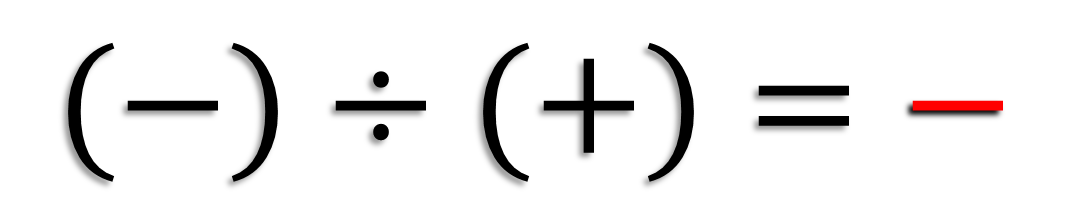 (−) ÷ (+) = −